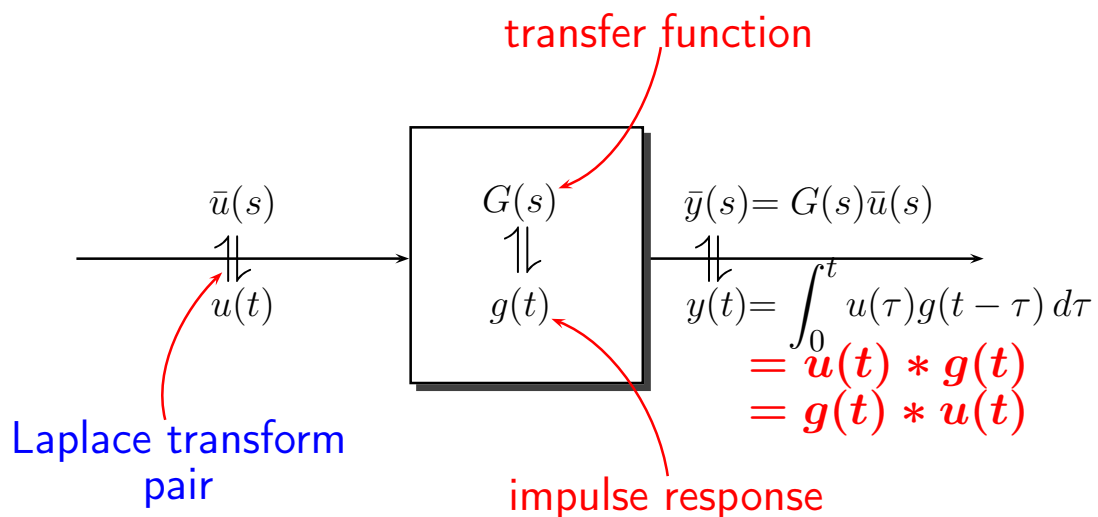 transfer function
ū(s) G(s) ȳ(s)= G(s)ū(s)
u(t) g(t) y(t)= ∫₀ᵗ u(τ)g(t − τ) dτ
= u(t) ∗ g(t)
= g(t) ∗ u(t)
Laplace transform
pair
impulse response